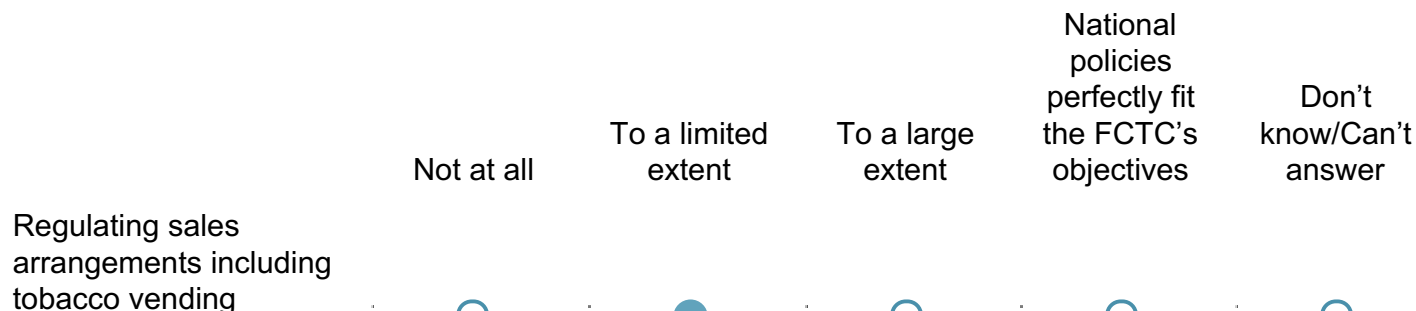 Not at all
To a limited
extent
To a large
extent
National
policies
perfectly fit
the FCTC’s
objectives
Don’t
know/Can’t
answer
Regulating sales
arrangements including
tobacco vending